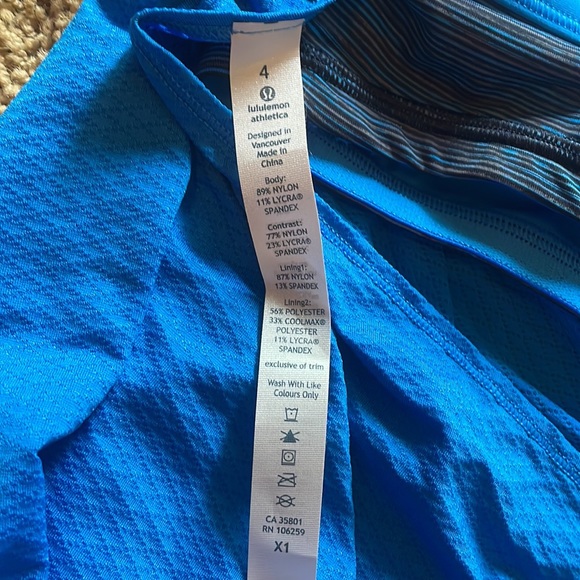 4
lululemon
athletica
Designed in
Vancouver
Made in
China
Body:
89% NYLON
11% LYCRA®
SPANDEX
Contrast:
77% NYLON
23% LYCRA®
SPANDEX
Lining1:
87% NYLON
13% SPANDEX
Lining2:
56% POLYESTER
33% COOLMAX®
POLYESTER
11% LYCRA®
SPANDEX
exclusive of trim
Wash With Like
Colours Only
CA 35801
RN 106259
X1